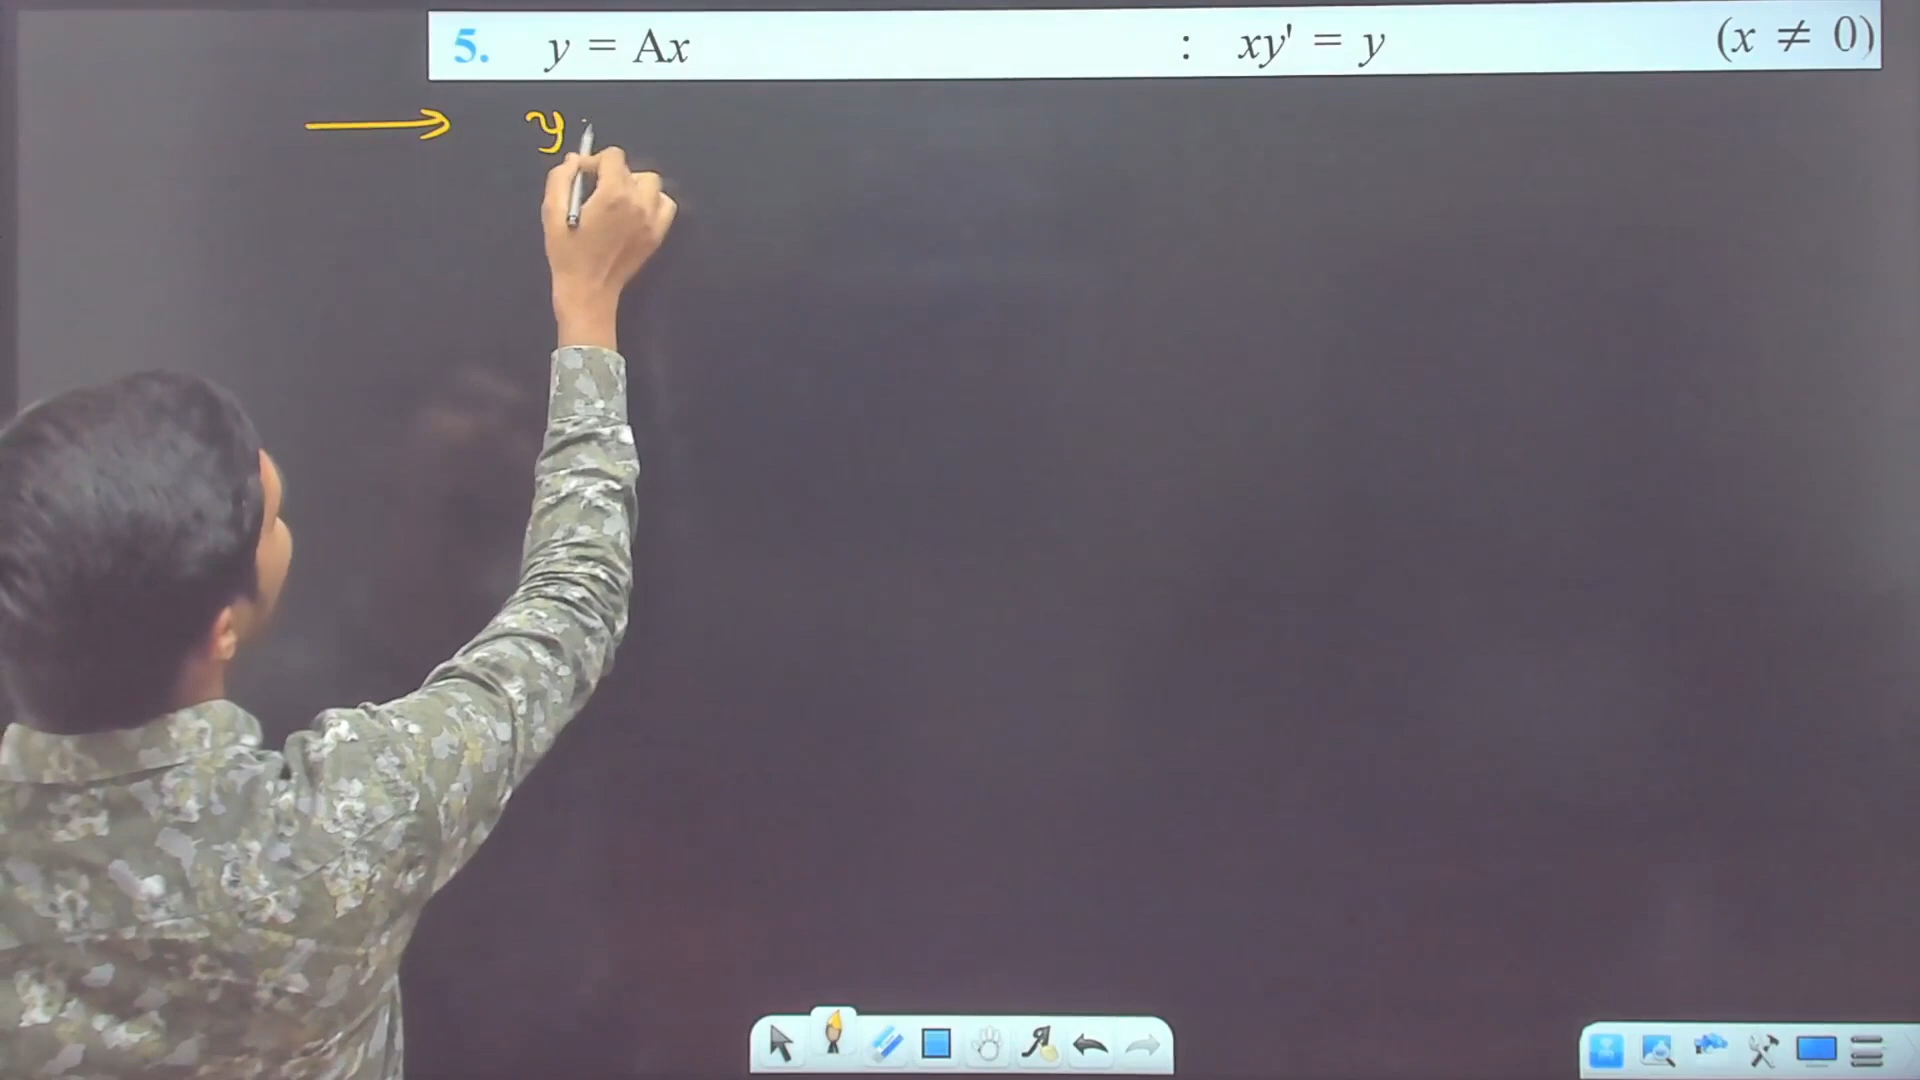 5. y = Ax : xy' = y (x ≠ 0)
→ y